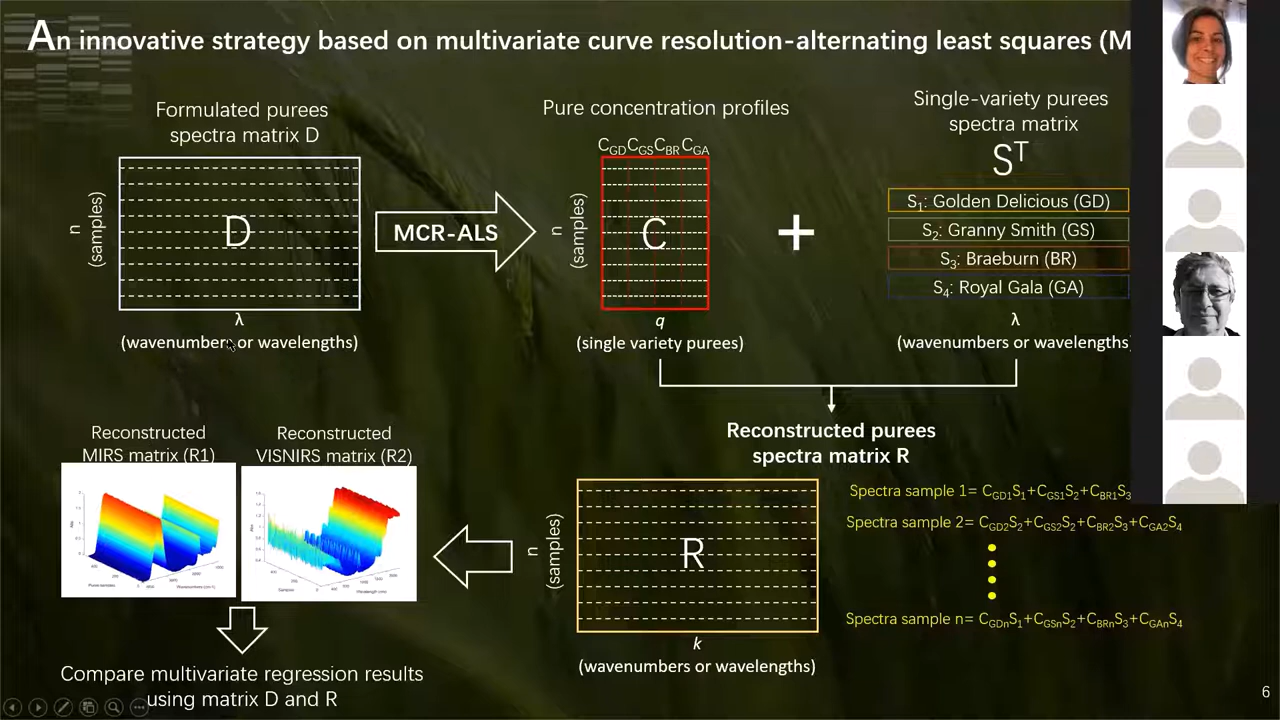 An innovative strategy based on multivariate curve resolution-alternating least squares (M
Formulated purees
spectra matrix D
n
(samples)
D
λ
(wavenumbers or wavelengths)
MCR-ALS
Pure concentration profiles
C_GD C_GS C_BR C_GA
n
(samples)
C
q
(single variety purees)
+
Single-variety purees
spectra matrix
S^T
S₁: Golden Delicious (GD)
S₂: Granny Smith (GS)
S₃: Braeburn (BR)
S₄: Royal Gala (GA)
λ
(wavenumbers or wavelengths)
Reconstructed purees
spectra matrix R
n
(samples)
R
k
(wavenumbers or wavelengths)
Spectra sample 1= C_GD1S₁+C_GS1S₂+C_BR1S₃
Spectra sample 2= C_GD2S₂+C_GS2S₂+C_BR2S₃+C_GA2S₄
Spectra sample n= C_GDnS₁+C_GSnS₂+C_BRnS₃+C_GAnS₄
Reconstructed
MIRS matrix (R1)
Reconstructed
VISNIRS matrix (R2)
Compare multivariate regression results
using matrix D and R
6